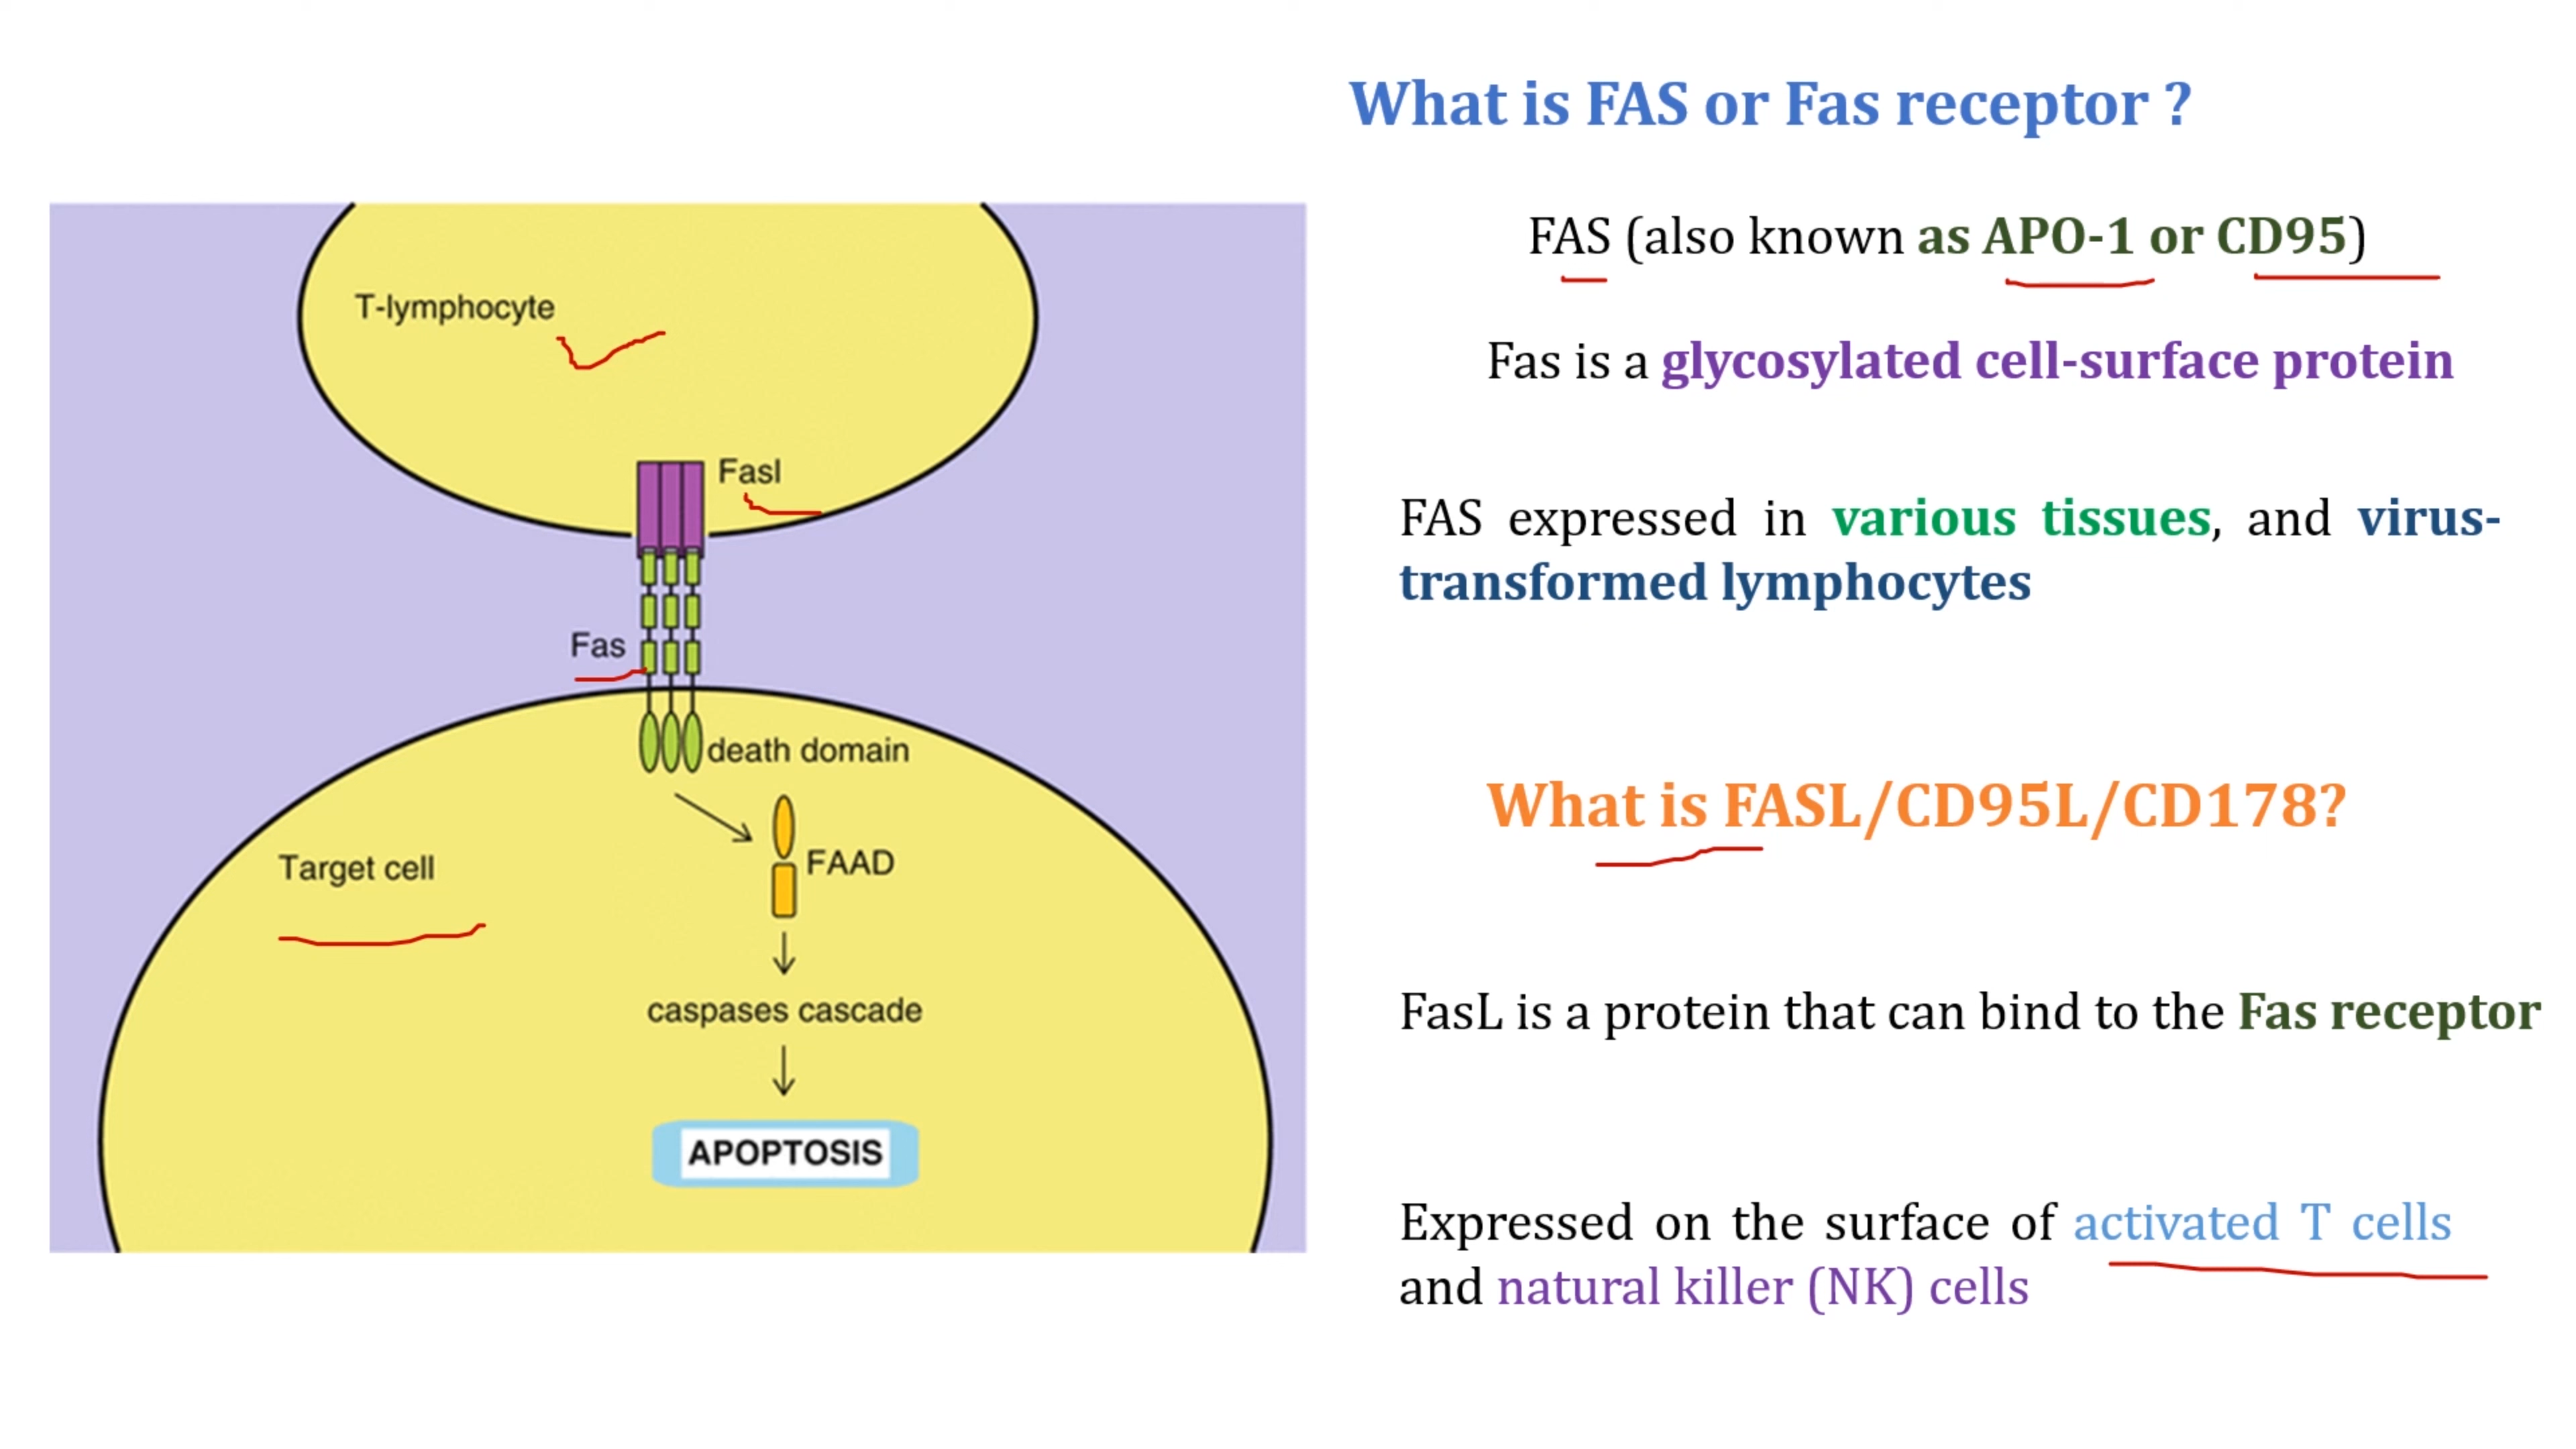 What is FAS or Fas receptor ?
FAS (also known as APO-1 or CD95)
Fas is a glycosylated cell-surface protein
FAS expressed in various tissues, and virus-
transformed lymphocytes
What is FASL/CD95L/CD178?
FasL is a protein that can bind to the Fas receptor
Expressed on the surface of activated T cells
and natural killer (NK) cells
T-lymphocyte
Fasl
Fas
death domain
FAAD
Target cell
caspases cascade
APOPTOSIS